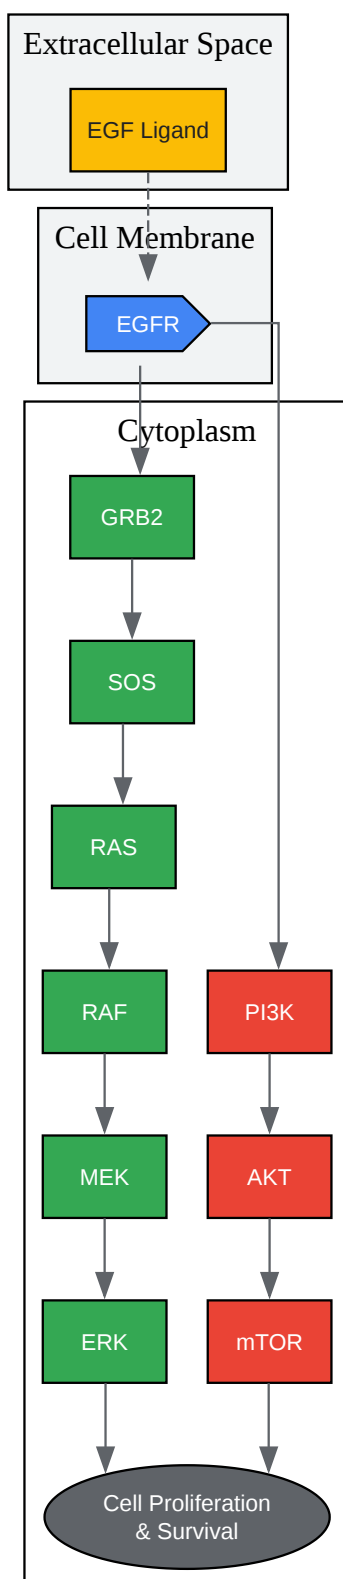 Extracellular Space
EGF Ligand
Cell Membrane
EGFR
Cytoplasm
GRB2
SOS
RAS
RAF
PI3K
MEK
AKT
ERK
mTOR
Cell Proliferation
& Survival